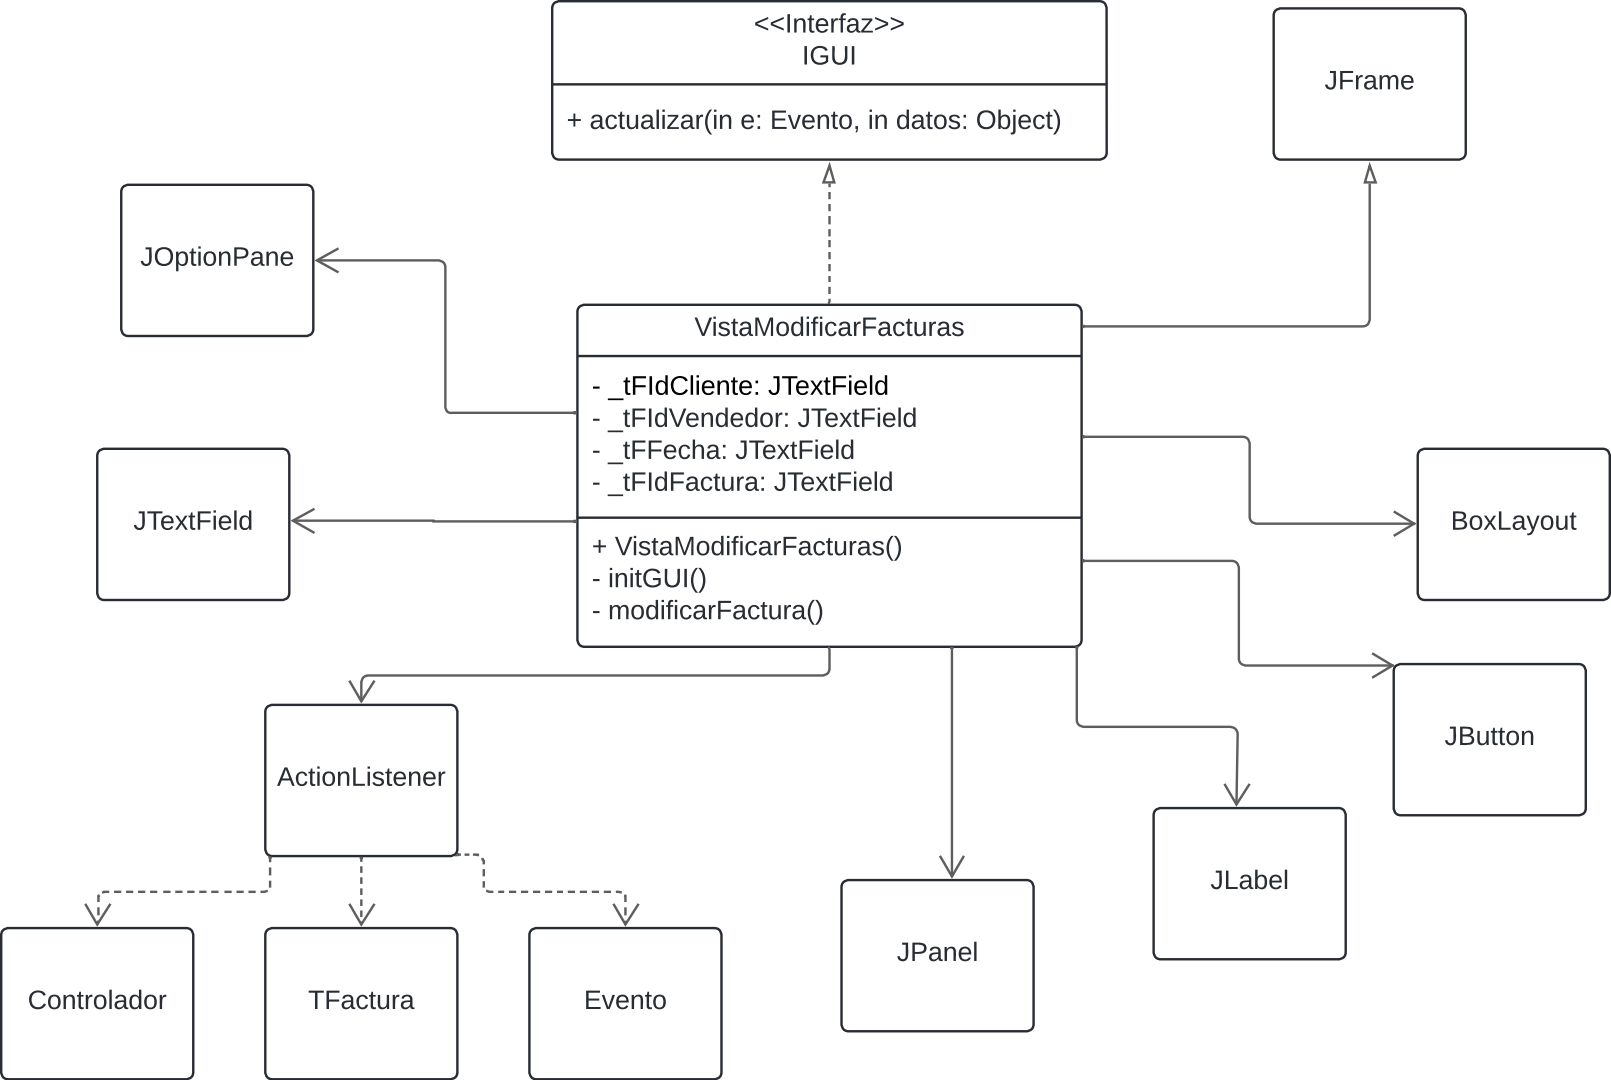 <<Interfaz>>
IGUI
+ actualizar(in e: Evento, in datos: Object)
JFrame
JOptionPane
VistaModificarFacturas
- _tFIdCliente: JTextField
- _tFIdVendedor: JTextField
- _tFFecha: JTextField
- _tFIdFactura: JTextField
+ VistaModificarFacturas()
- initGUI()
- modificarFactura()
JTextField
BoxLayout
JButton
ActionListener
JLabel
JPanel
Controlador
TFactura
Evento